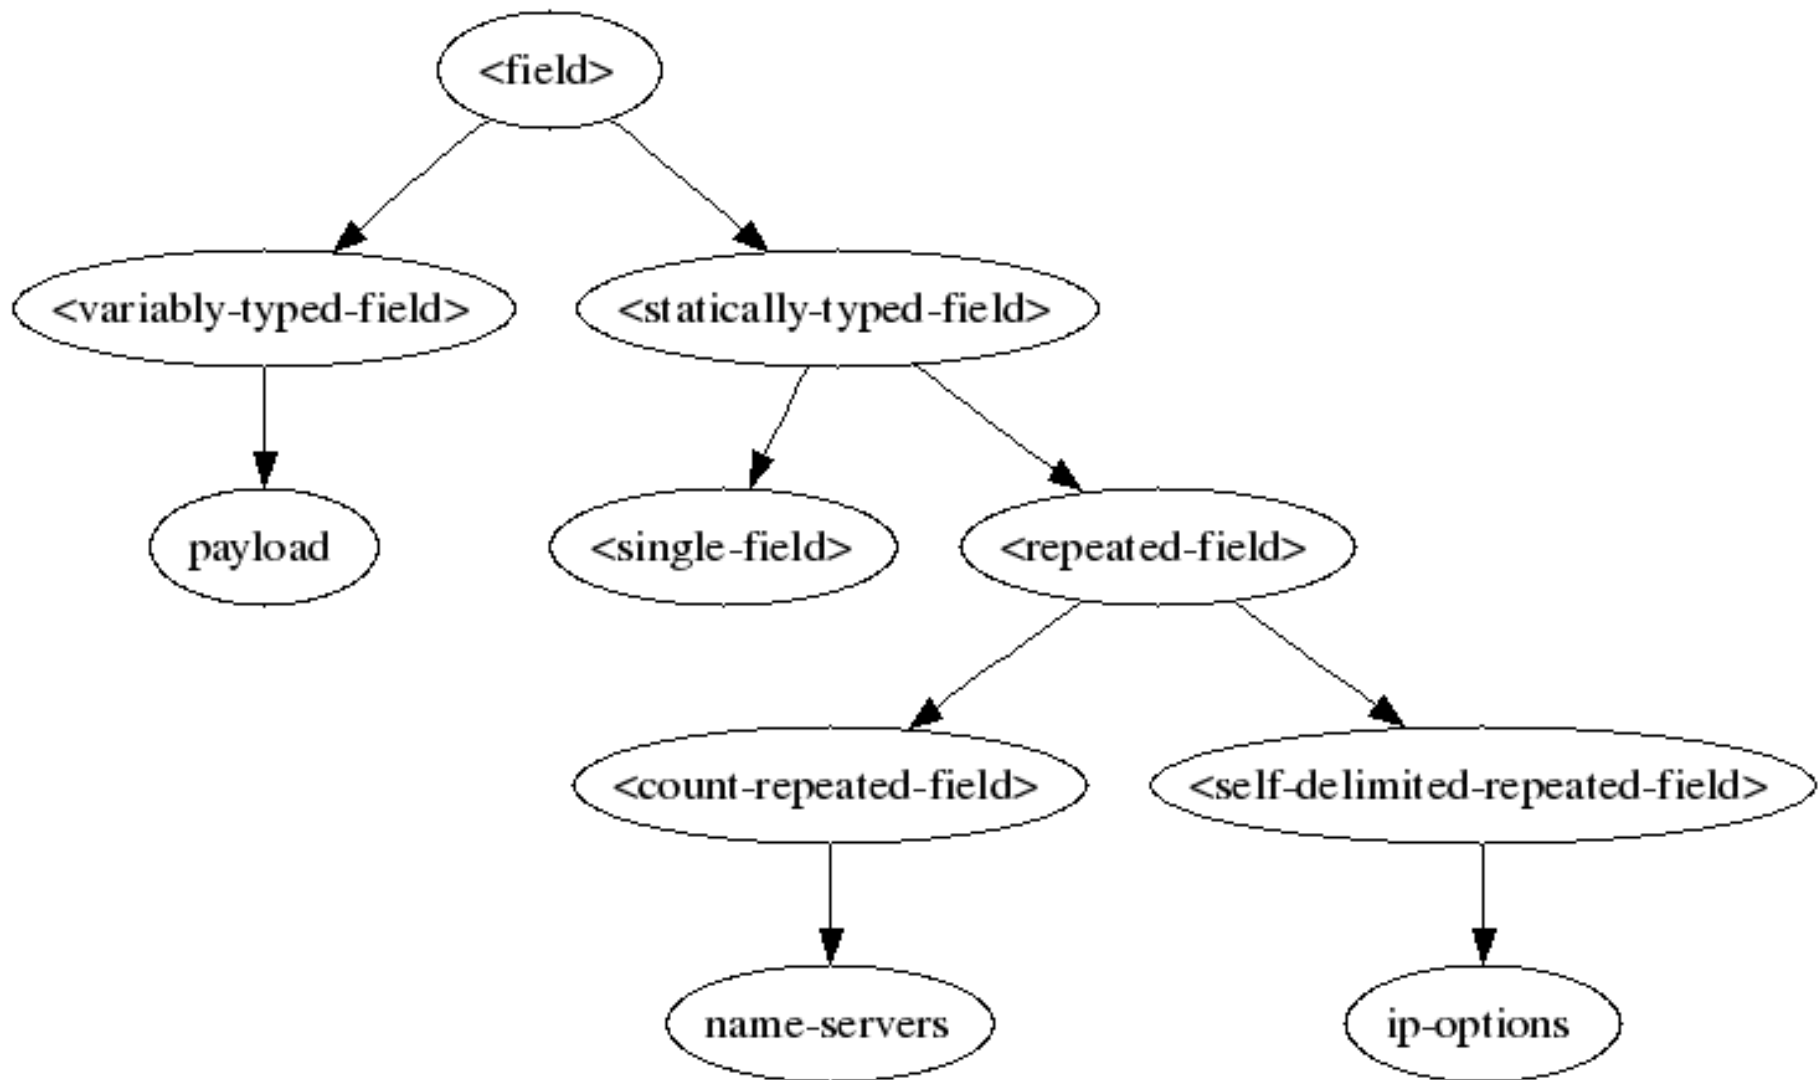 <field>
<variably-typed-field>
<statically-typed-field>
payload
<single-field>
<repeated-field>
<count-repeated-field>
<self-delimited-repeated-field>
name-servers
ip-options